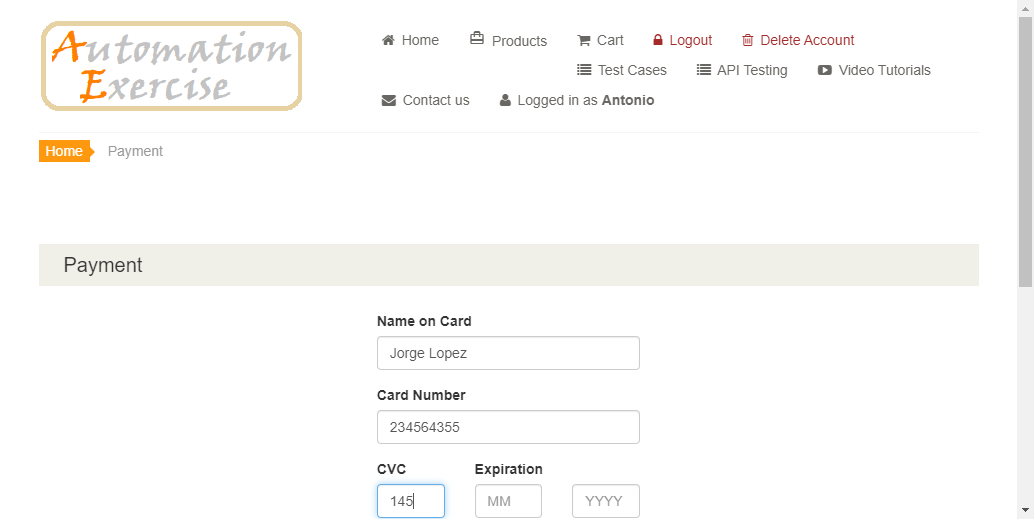 Automation
Exercise
Home Products Cart Logout Delete Account
Test Cases API Testing Video Tutorials
Contact us Logged in as Antonio
Home Payment
Payment
Name on Card
Jorge Lopez
Card Number
234564355
CVC Expiration
145 MM YYYY